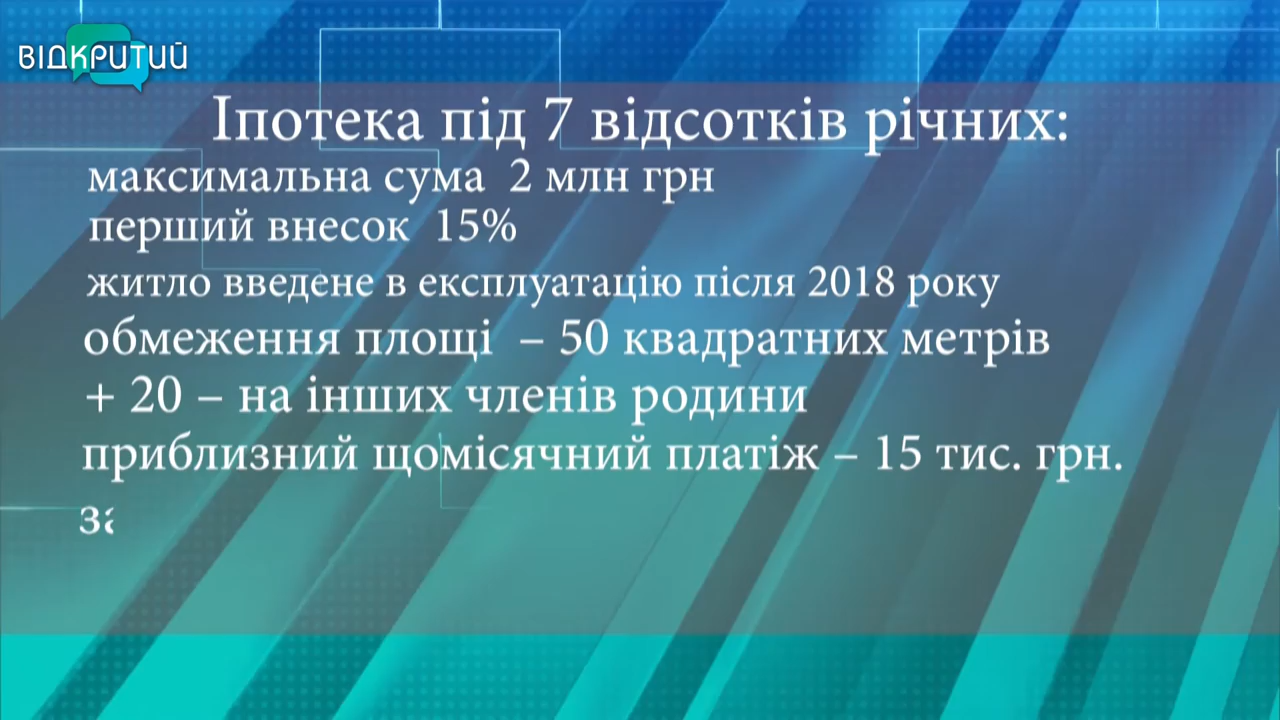 ВІДКРИТИЙ
Іпотека під 7 відсотків річних:
максимальна сума 2 млн грн
перший внесок 15%
житло введене в експлуатацію після 2018 року
обмеження площі – 50 квадратних метрів
+ 20 – на інших членів родини
приблизний щомісячний платіж – 15 тис. грн.